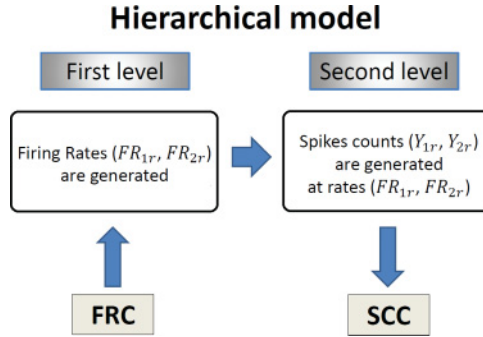 Hierarchical model
First level
Second level
Firing Rates (FR₁ᵣ, FR₂ᵣ)
are generated
Spikes counts (Y₁ᵣ, Y₂ᵣ)
are generated
at rates (FR₁ᵣ, FR₂ᵣ)
FRC
SCC